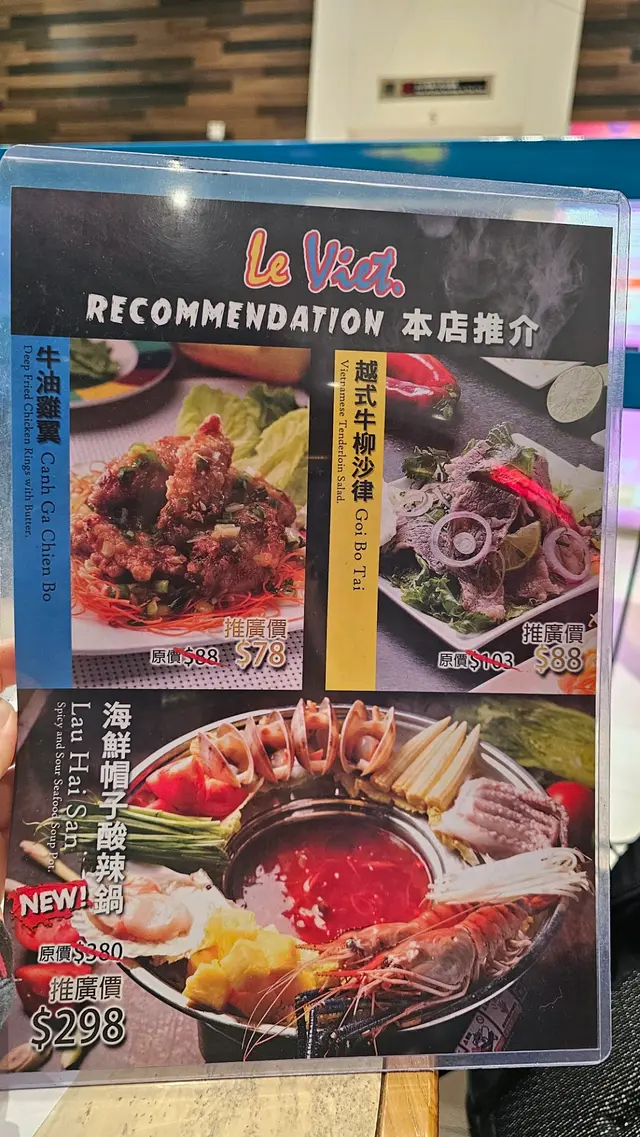 Le Viet.
RECOMMENDATION 本店推介
牛油雞翼 Canh Ga Chien Bo
Deep Fried Chicken Rings with Butter.
推廣價
原價$88 $78
越式牛柳沙律 Goi Bo Tai
Vietnamese Tenderloin Salad.
推廣價
原價$103 $88
海鮮帽子酸辣鍋
Lau Hai San
Spicy and Sour Seafood Soup Pot.
NEW!
原價$380
推廣價
$298